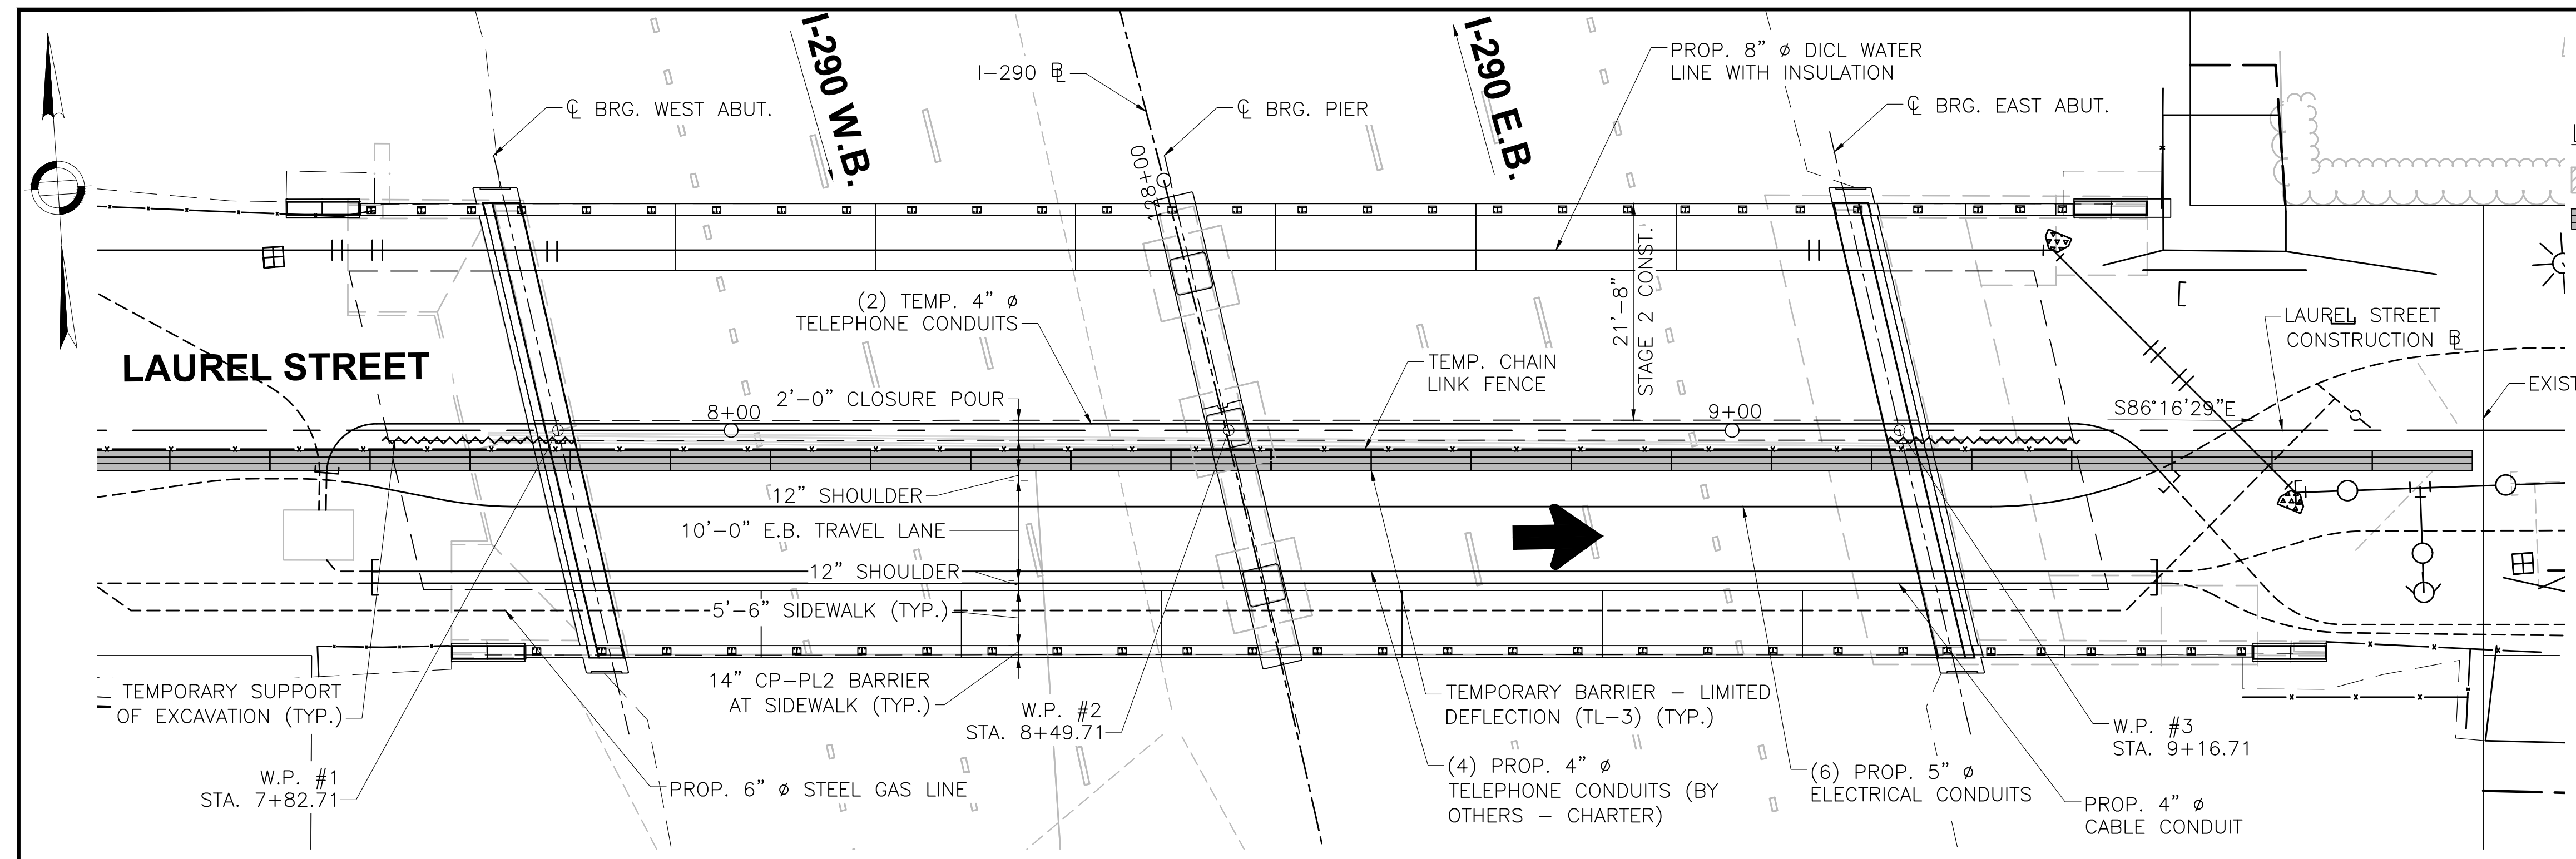 I-290 W.B.
I-290 E.B.
I-290 ⅊
℄ BRG. WEST ABUT.
℄ BRG. PIER
128+00
PROP. 8" ø DICL WATER
LINE WITH INSULATION
℄ BRG. EAST ABUT.
21'-8"
STAGE 2 CONST.
(2) TEMP. 4" ø
TELEPHONE CONDUITS
TEMP. CHAIN
LINK FENCE
LAUREL STREET
CONSTRUCTION
LAUREL STREET
EXIST
2'-0" CLOSURE POUR
8+00
9+00
S86°16'29"E
12" SHOULDER
10'-0" E.B. TRAVEL LANE
12" SHOULDER
5'-6" SIDEWALK (TYP.)
14" CP-PL2 BARRIER
AT SIDEWALK (TYP.)
TEMPORARY SUPPORT
OF EXCAVATION (TYP.)
W.P. #1
STA. 7+82.71
PROP. 6" ø STEEL GAS LINE
W.P. #2
STA. 8+49.71
TEMPORARY BARRIER - LIMITED
DEFLECTION (TL-3) (TYP.)
(4) PROP. 4" ø
TELEPHONE CONDUITS (BY
OTHERS - CHARTER)
(6) PROP. 5" ø
ELECTRICAL CONDUITS
W.P. #3
STA. 9+16.71
PROP. 4" ø
CABLE CONDUIT